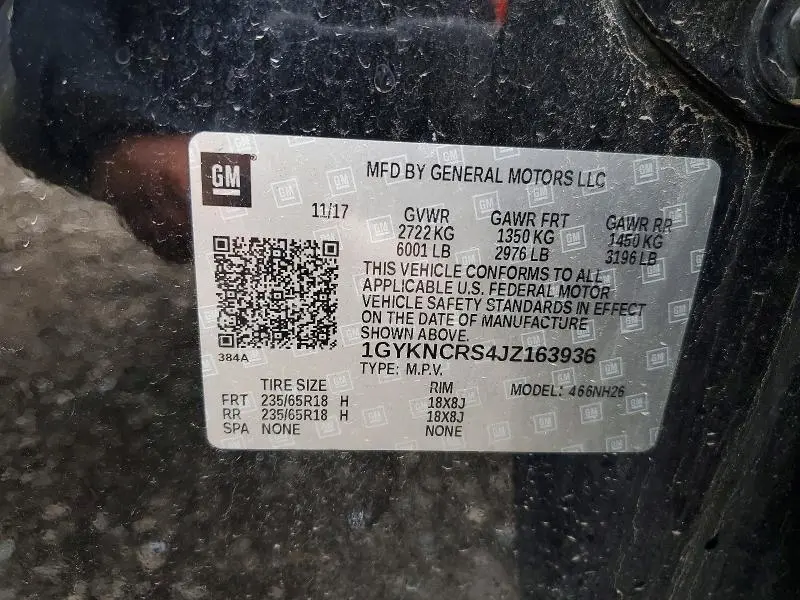 GM
MFD BY GENERAL MOTORS LLC
11/17 GVWR GAWR FRT GAWR RR
2722 KG 1350 KG 1450 KG
6001 LB 2976 LB 3196 LB
THIS VEHICLE CONFORMS TO ALL
APPLICABLE U.S. FEDERAL MOTOR
VEHICLE SAFETY STANDARDS IN EFFECT
ON THE DATE OF MANUFACTURE
SHOWN ABOVE.
384A
1GYKNCRS4JZ163936
TYPE: M.P.V.
TIRE SIZE RIM MODEL: 466NH26
FRT 235/65R18 H 18X8J
RR 235/65R18 H 18X8J
SPA NONE NONE